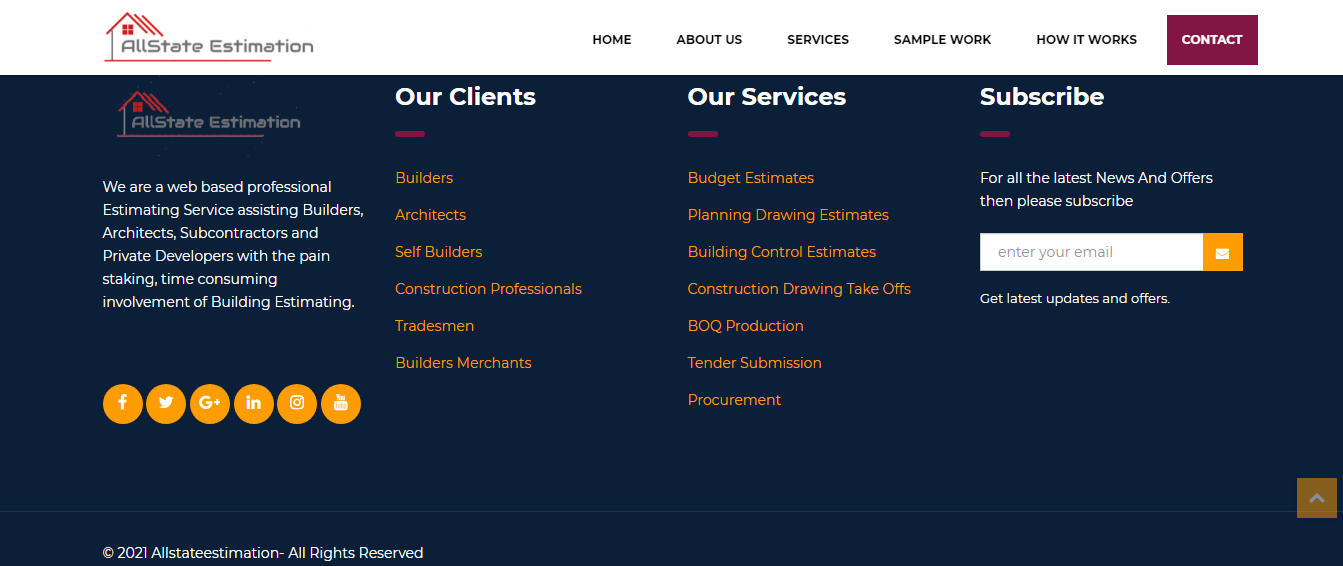 AllState Estimation
HOME
ABOUT US
SERVICES
SAMPLE WORK
HOW IT WORKS
CONTACT
AllState Estimation
We are a web based professional
Estimating Service assisting Builders,
Architects, Subcontractors and
Private Developers with the pain
staking, time consuming
involvement of Building Estimating.
Our Clients
Builders
Architects
Self Builders
Construction Professionals
Tradesmen
Builders Merchants
Our Services
Budget Estimates
Planning Drawing Estimates
Building Control Estimates
Construction Drawing Take Offs
BOQ Production
Tender Submission
Procurement
Subscribe
For all the latest News And Offers
then please subscribe
enter your email
Get latest updates and offers.
© 2021 Allstateestimation- All Rights Reserved